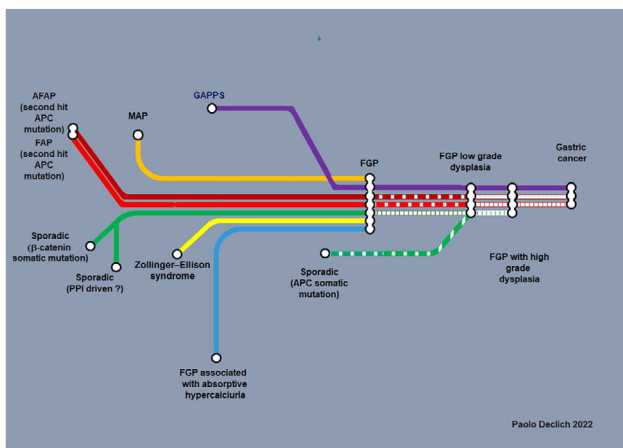 AFAP
(second hit
APC
mutation)
FAP
(second hit
APC
mutation)
MAP
GAPPS
FGP
FGP low grade
dysplasia
Gastric
cancer
Sporadic
(β-catenin
somatic mutation)
Sporadic
(PPI driven ?)
Zollinger–Ellison
syndrome
Sporadic
(APC somatic
mutation)
FGP with high
grade
dysplasia
FGP associated
with absorptive
hypercalciuria
Paolo Declich 2022